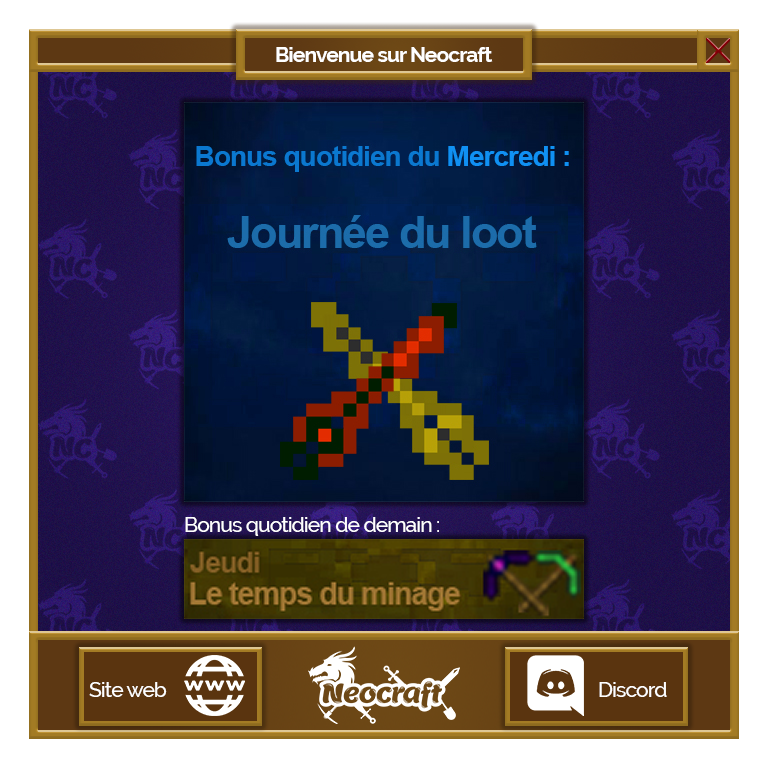 Bienvenue sur Neocraft
Bonus quotidien du Mercredi :
Journée du loot
Bonus quotidien de demain :
Jeudi
Le temps du minage
Site web
WWW
Neocraft
Discord
NC